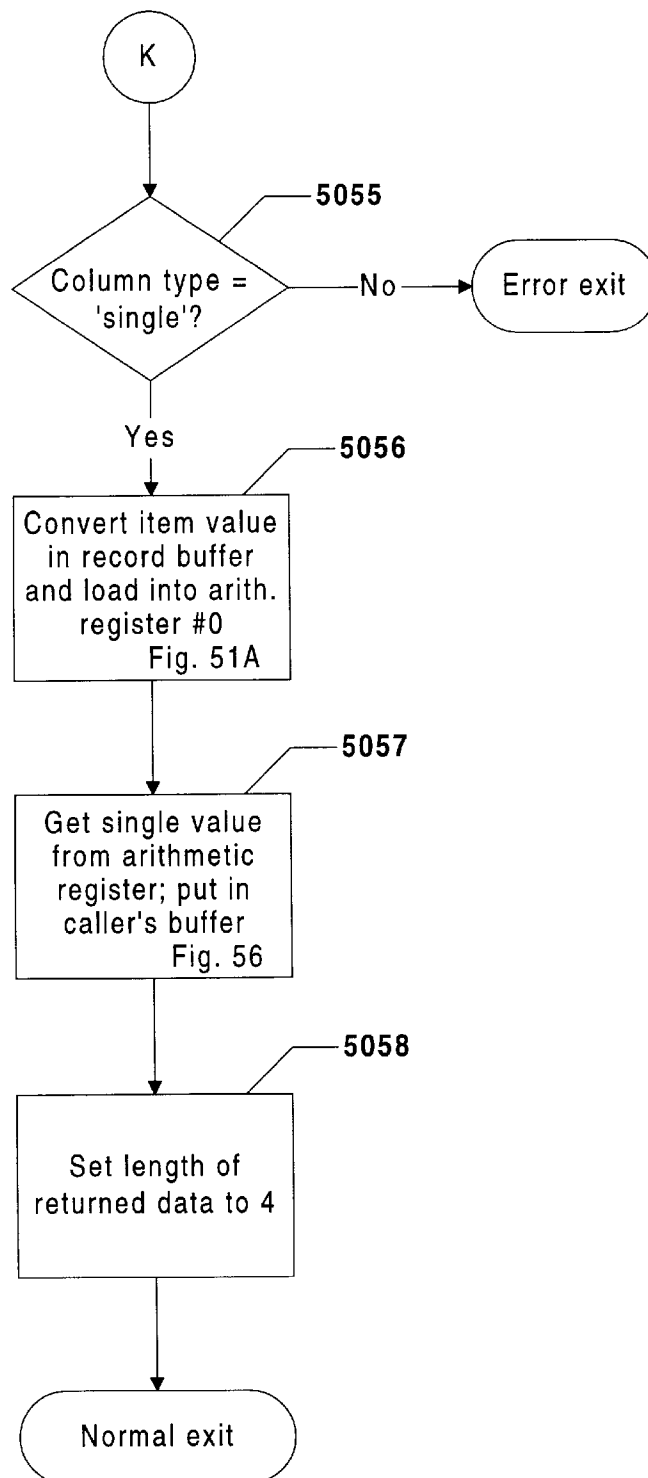 K
5055
Column type =
'single'?
No
Error exit
Yes
5056
Convert item value
in record buffer
and load into arith.
register #0
Fig. 51A
5057
Get single value
from arithmetic
register; put in
caller's buffer
Fig. 56
5058
Set length of
returned data to 4
Normal exit